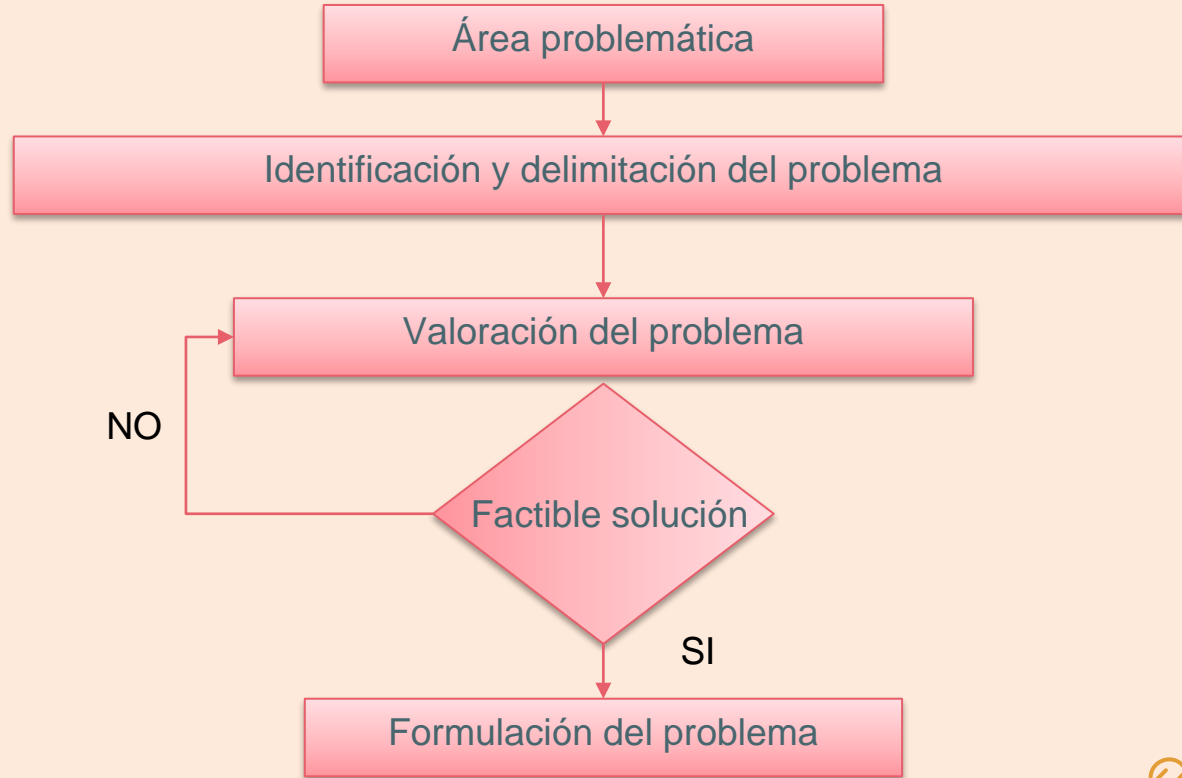 Área problemática
Identificación y delimitación del problema
Valoración del problema
NO
Factible solución
SI
Formulación del problema